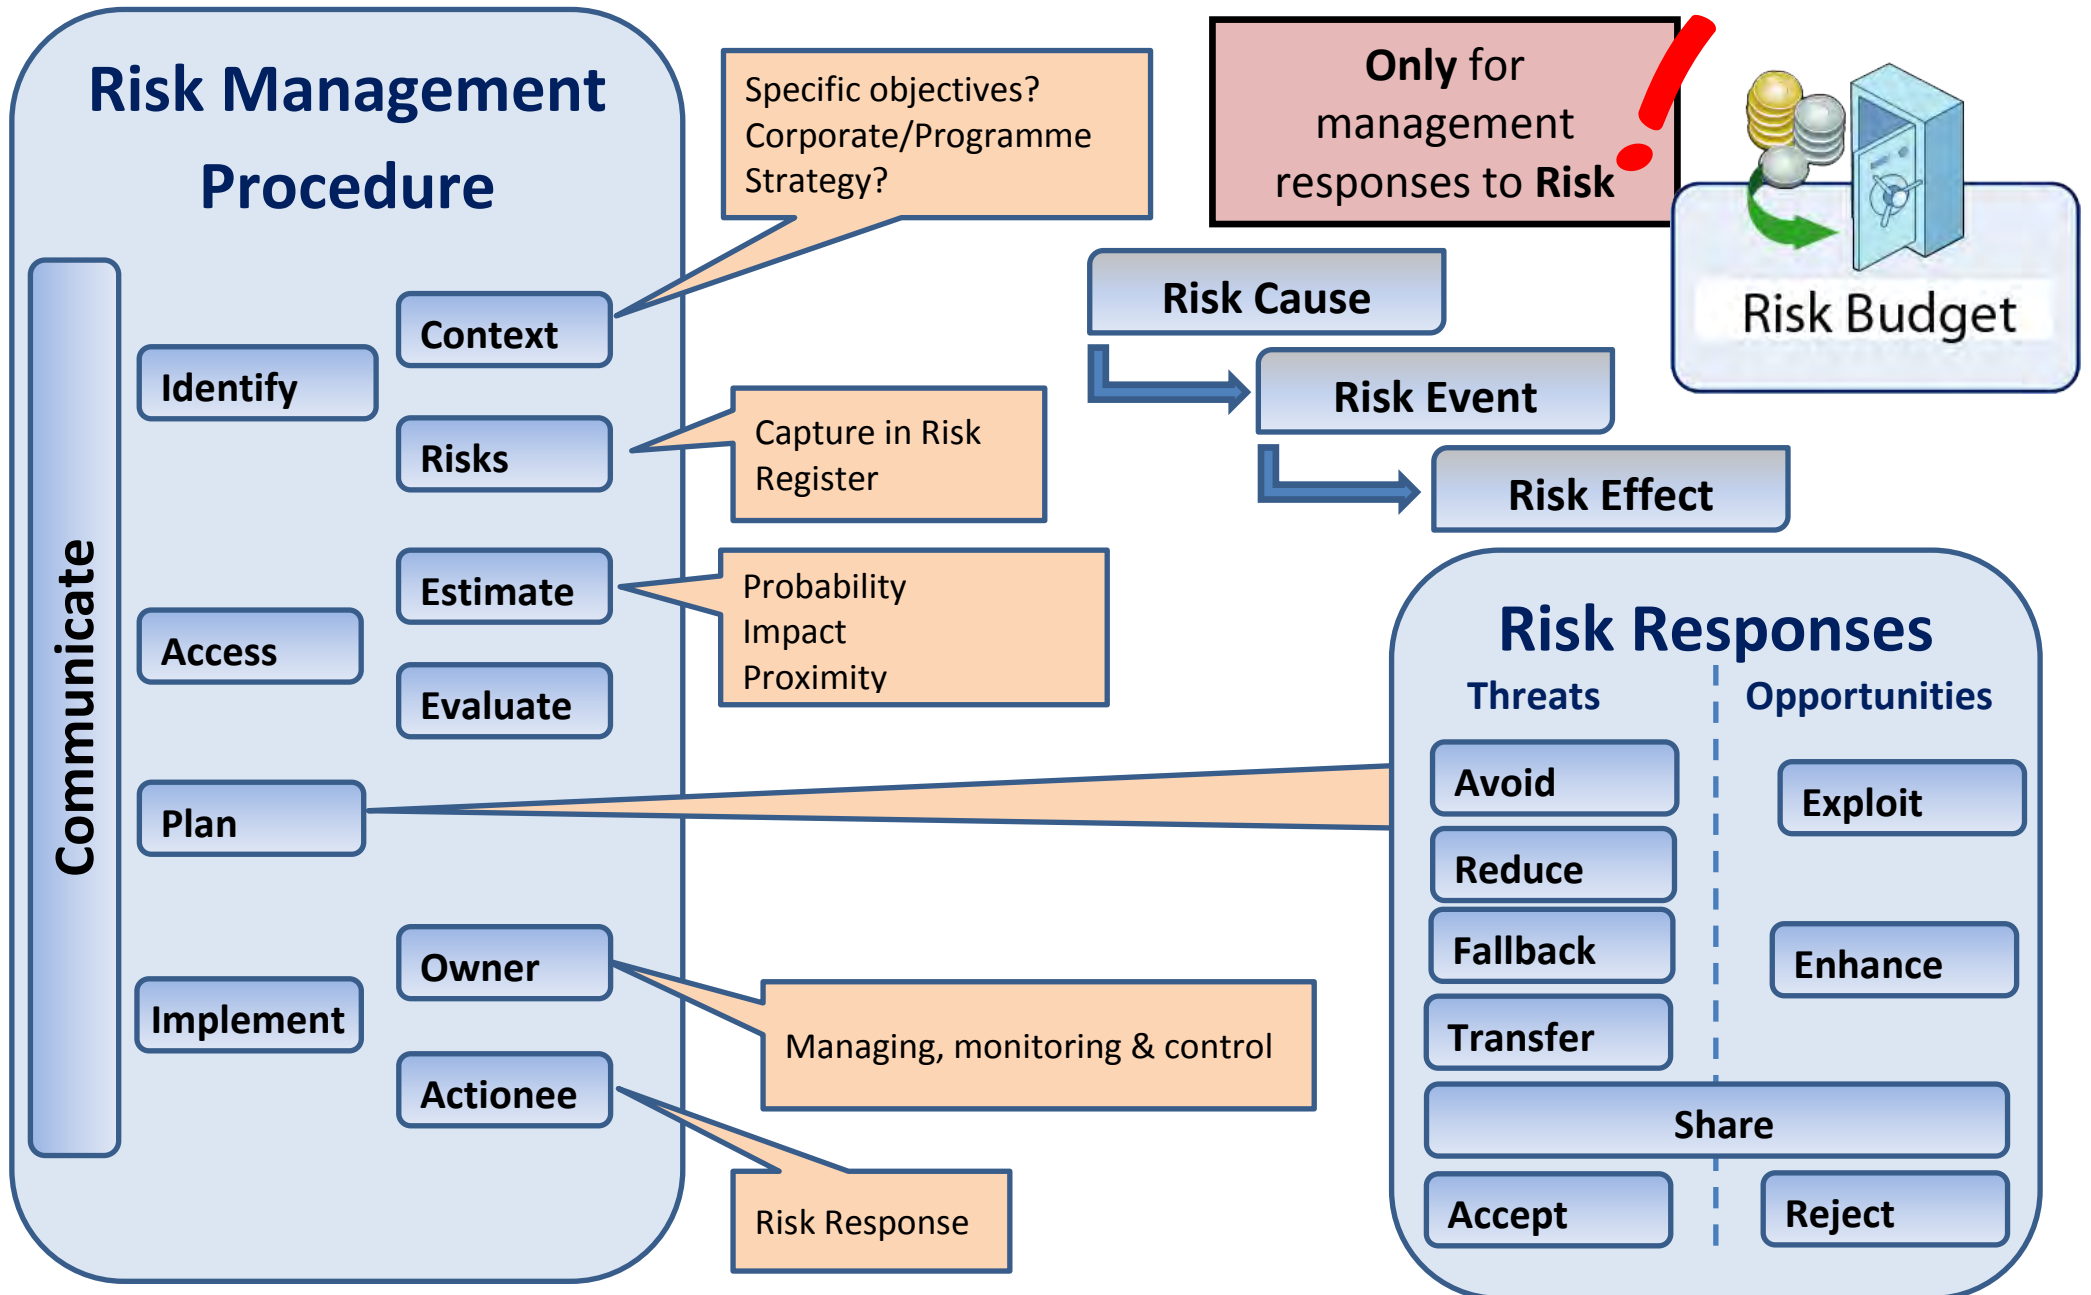 Risk Management
Procedure
Communicate
Identify
Context
Risks
Access
Estimate
Evaluate
Plan
Implement
Owner
Actionee
Specific objectives?
Corporate/Programme
Strategy?
Capture in Risk
Register
Probability
Impact
Proximity
Managing, monitoring & control
Risk Response
Only for
management
responses to Risk
!
Risk Budget
Risk Cause
Risk Event
Risk Effect
Risk Responses
Threats
Opportunities
Avoid
Exploit
Reduce
Fallback
Enhance
Transfer
Share
Accept
Reject